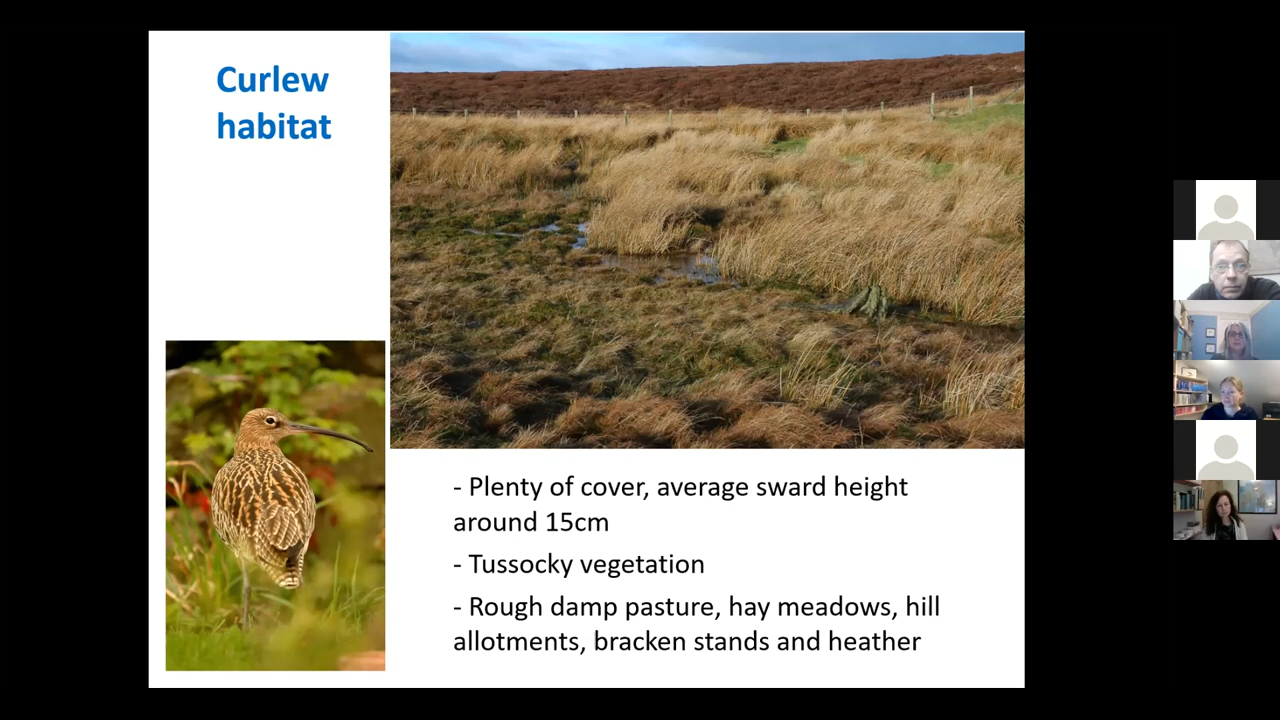 Curlew
habitat
- Plenty of cover, average sward height
around 15cm
- Tussocky vegetation
- Rough damp pasture, hay meadows, hill
allotments, bracken stands and heather